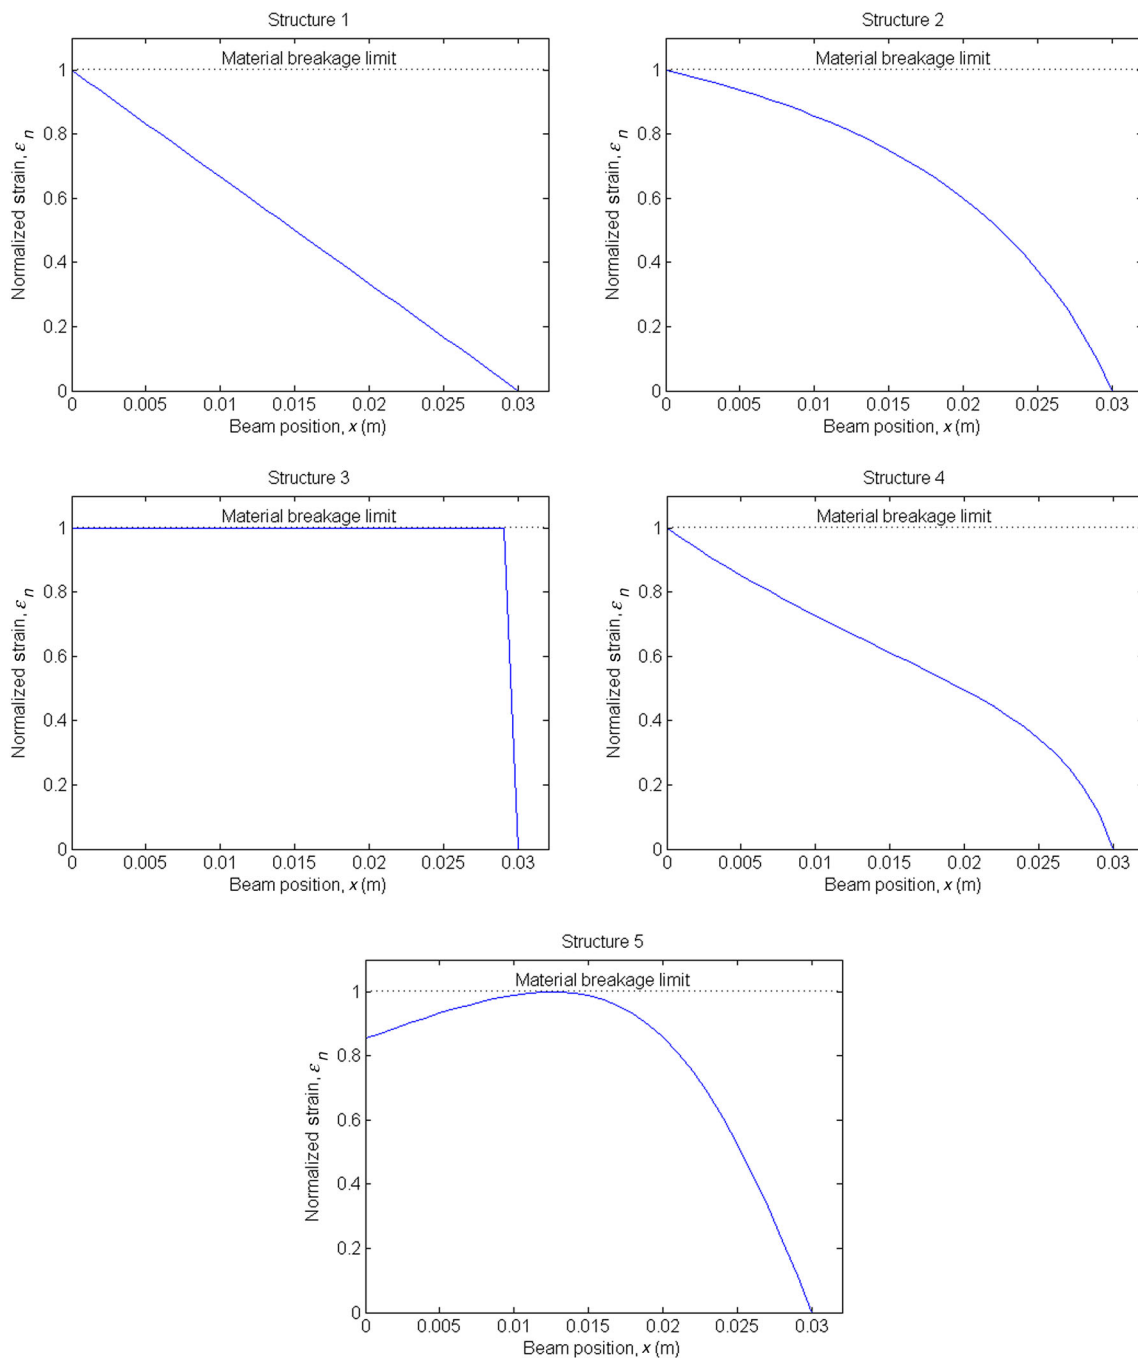 Structure 1
Material breakage limit
1
0.8
0.6
0.4
0.2
0
Normalized strain, εn
0 0.005 0.01 0.015 0.02 0.025 0.03
Beam position, x (m)
Structure 2
Material breakage limit
1
0.8
0.6
0.4
0.2
0
Normalized strain, εn
0 0.005 0.01 0.015 0.02 0.025 0.03
Beam position, x (m)
Structure 3
Material breakage limit
1
0.8
0.6
0.4
0.2
0
Normalized strain, εn
0 0.005 0.01 0.015 0.02 0.025 0.03
Beam position, x (m)
Structure 4
Material breakage limit
1
0.8
0.6
0.4
0.2
0
Normalized strain, εn
0 0.005 0.01 0.015 0.02 0.025 0.03
Beam position, x (m)
Structure 5
Material breakage limit
1
0.8
0.6
0.4
0.2
0
Normalized strain, εn
0 0.005 0.01 0.015 0.02 0.025 0.03
Beam position, x (m)